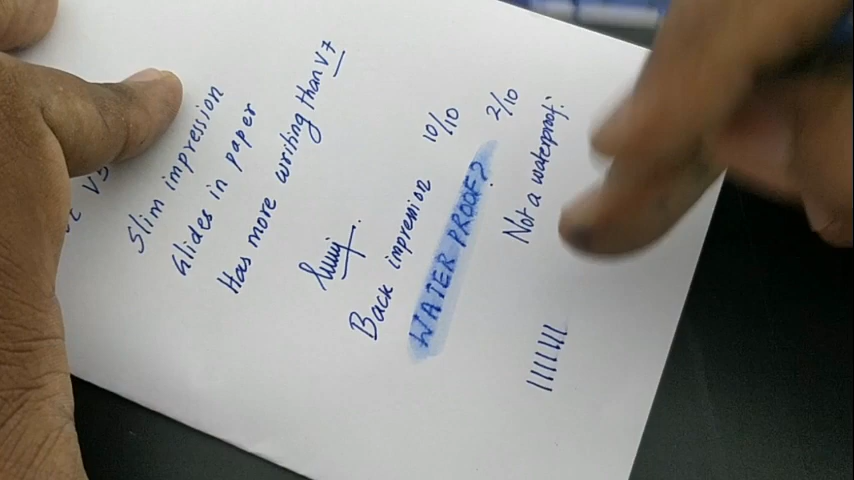 V5
Slim impression
Glides in paper
Has more writing than V7
Back impression 10/10
WATER PROOF? 2/10
Not a waterproof.